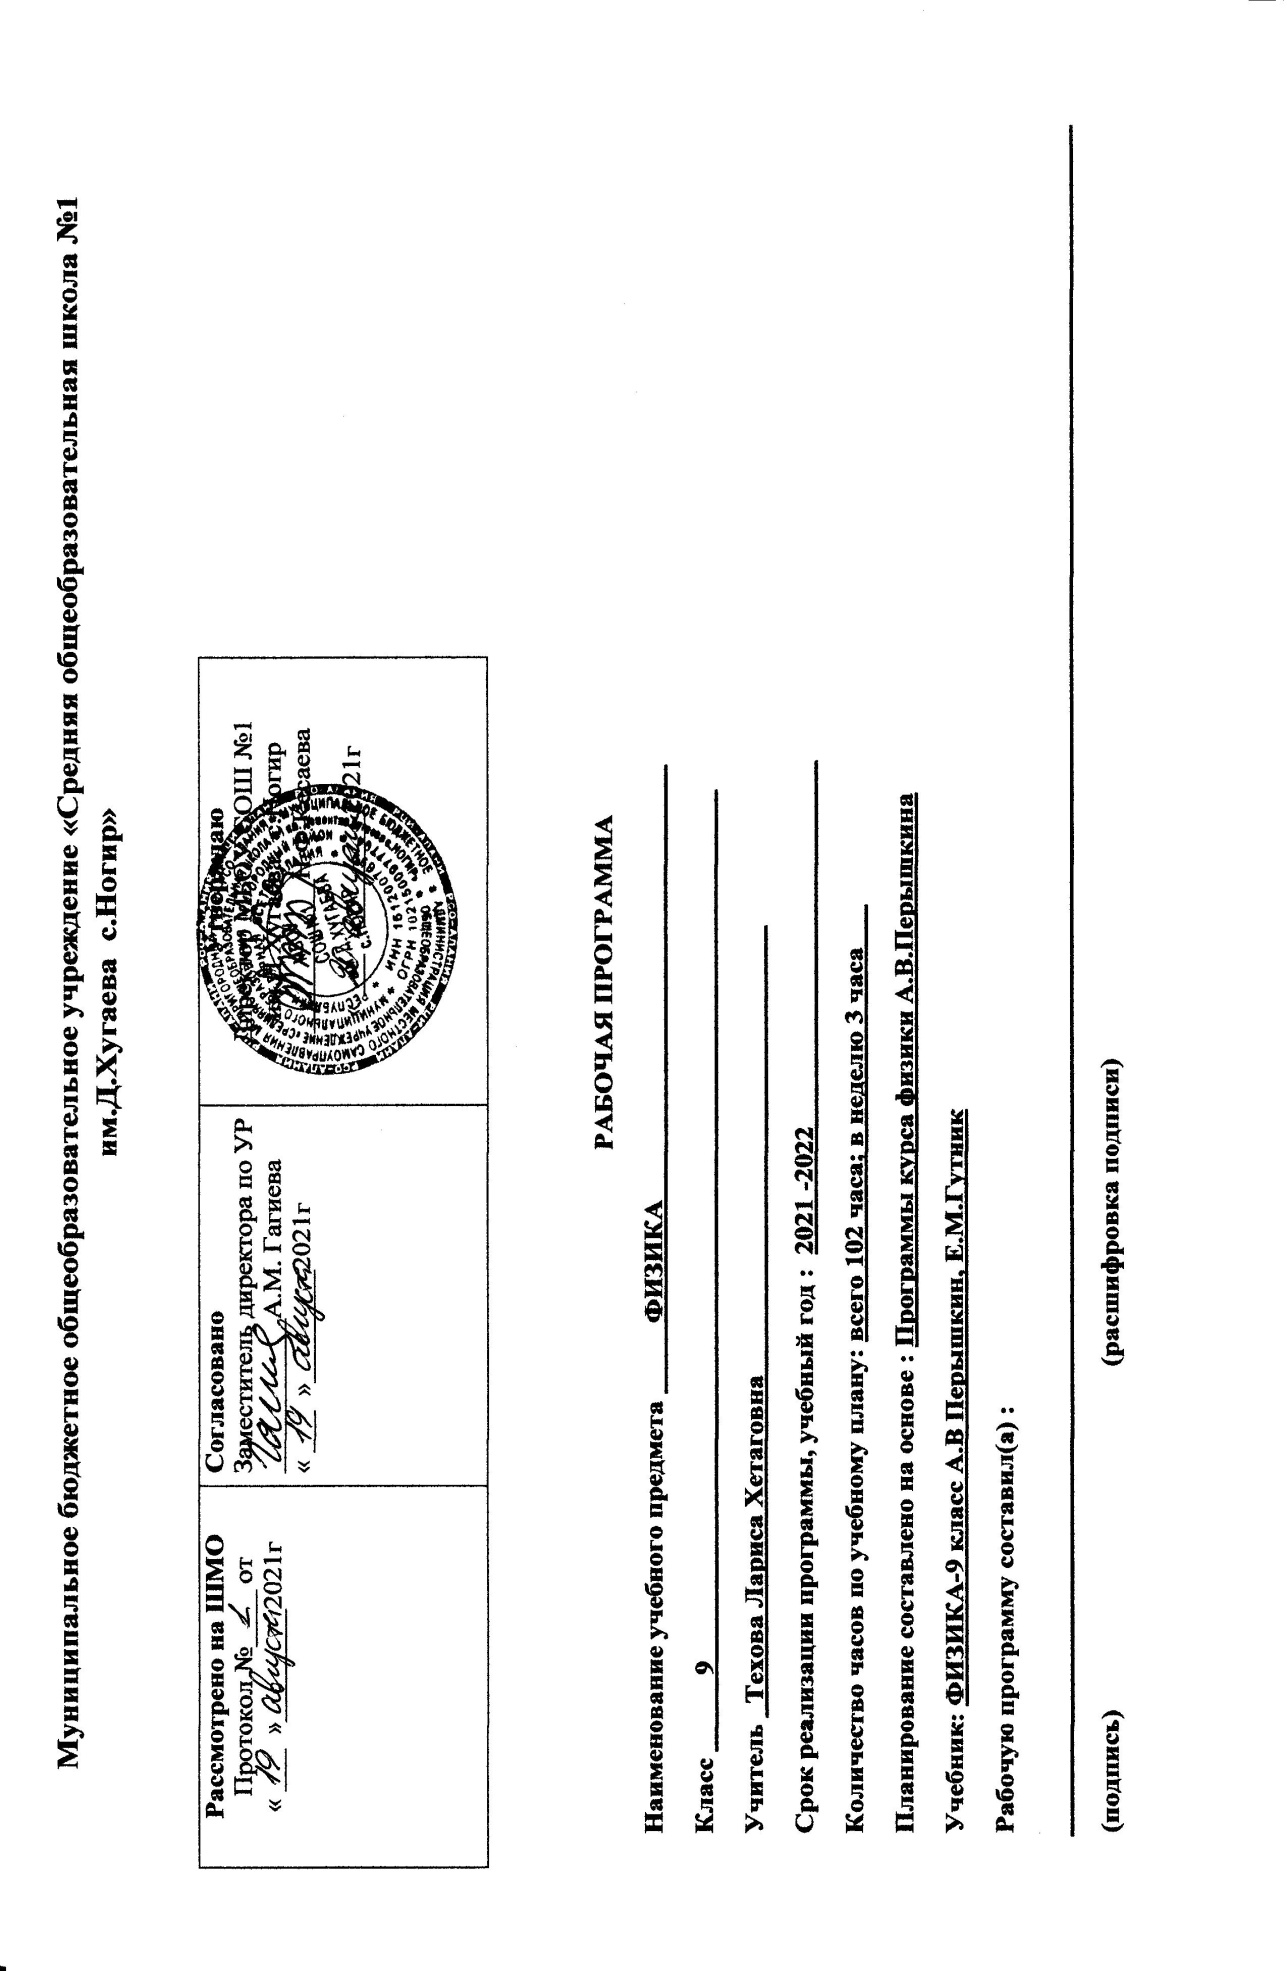 Муниципальное бюджетное общеобразовательное учреждение «Средняя общеобразовательная школа №1
им.Д.Хугаева с.Ногир»
Рассмотрено на ШМО
Протокол № 1 от
« 19 » август 2021г
Согласовано
Заместитель директора по УР
А.М. Гагиева
« 19 » август 2021г
Утверждаю
Директор МБОУ СОШ №1
РАБОЧАЯ ПРОГРАММА
Наименование учебного предмета ФИЗИКА
Класс 9
Учитель Техова Лариса Хетаговна
Срок реализации программы, учебный год : 2021 -2022
Количество часов по учебному плану: всего 102 часа; в неделю 3 часа
Планирование составлено на основе : Программы курса физики А.В.Перышкина
Учебник: ФИЗИКА-9 класс А.В Перышкин, Е.М.Гутник
Рабочую программу составил(а) :
(подпись) (расшифровка подписи)